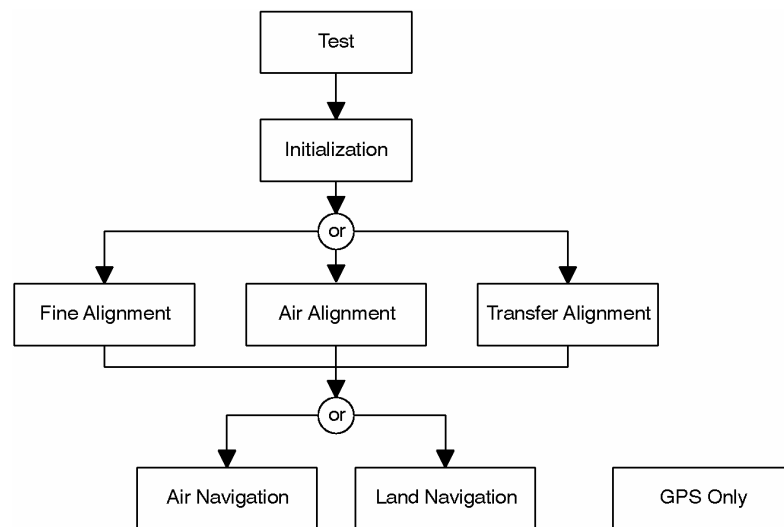 Test
Initialization
or
Fine Alignment
Air Alignment
Transfer Alignment
or
Air Navigation
Land Navigation
GPS Only